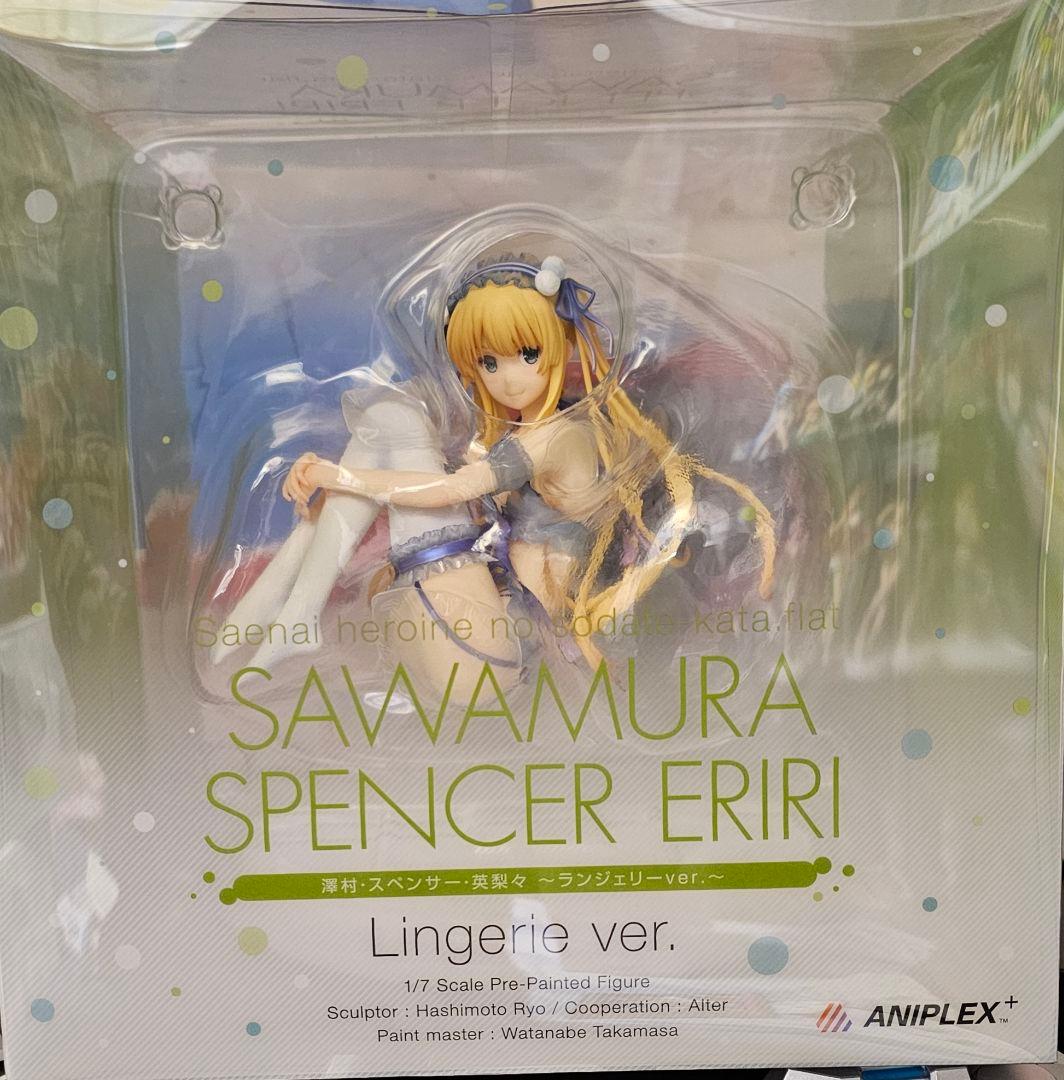 Saenai heroine no sodate-kata.flat
SAWAMURA
SPENCER ERIRI
澤村・スペンサー・英梨々 ～ランジェリーver.～
Lingerie ver.
1/7 Scale Pre-Painted Figure
Sculptor : Hashimoto Ryo / Cooperation : Alter
Paint master : Watanabe Takamasa
ANIPLEX+™